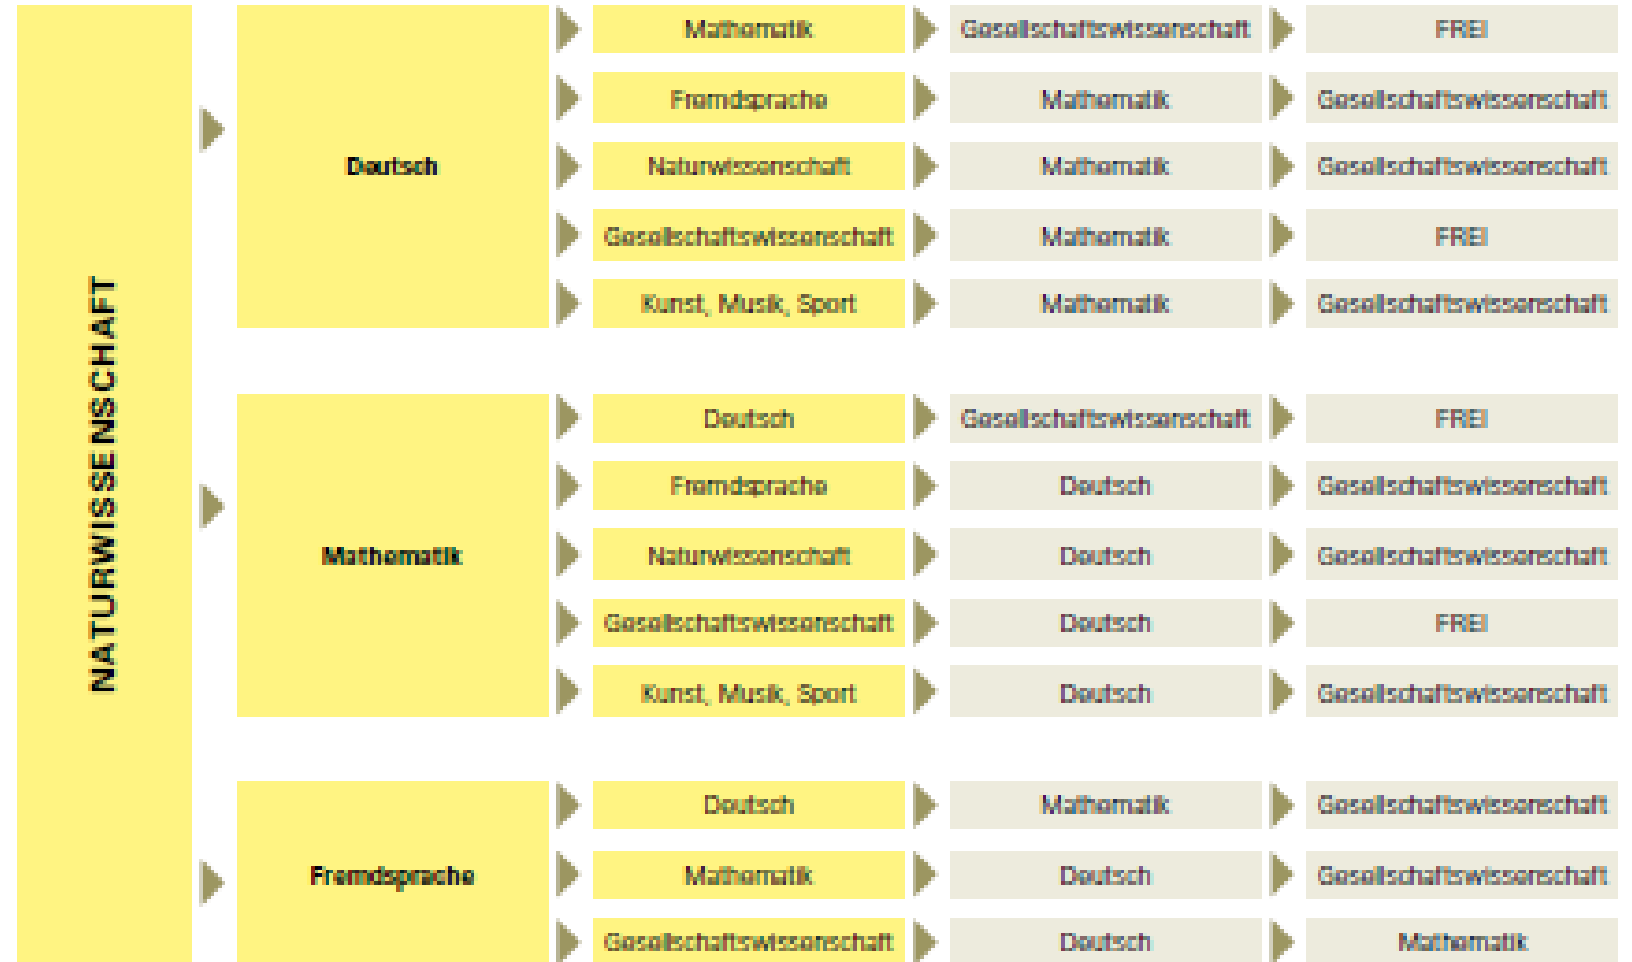 NATURWISSENSCHAFT
Deutsch
Mathematik
Gesellschaftswissenschaft
FREI
Fremdsprache
Mathematik
Gesellschaftswissenschaft
Naturwissenschaft
Mathematik
Gesellschaftswissenschaft
Gesellschaftswissenschaft
Mathematik
FREI
Kunst, Musik, Sport
Mathematik
Gesellschaftswissenschaft
Mathematik
Deutsch
Gesellschaftswissenschaft
FREI
Fremdsprache
Deutsch
Gesellschaftswissenschaft
Naturwissenschaft
Deutsch
Gesellschaftswissenschaft
Gesellschaftswissenschaft
Deutsch
FREI
Kunst, Musik, Sport
Deutsch
Gesellschaftswissenschaft
Fremdsprache
Deutsch
Mathematik
Gesellschaftswissenschaft
Mathematik
Deutsch
Gesellschaftswissenschaft
Gesellschaftswissenschaft
Deutsch
Mathematik